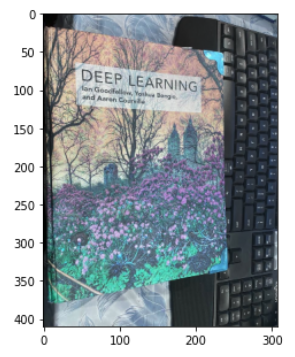 0
50
100
150
200
250
300
350
400
0 100 200 300
DEEP LEARNING
Ian Goodfellow, Yoshua Bengio,
and Aaron Courville